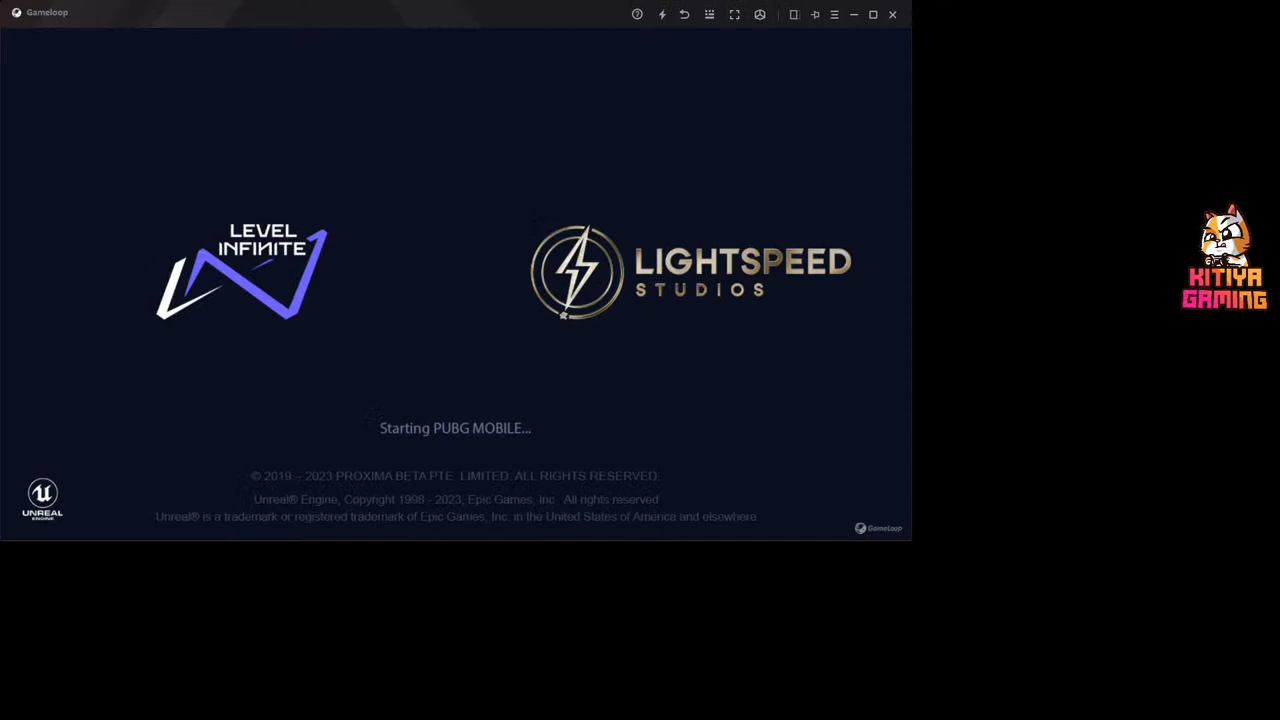 Gameloop
LEVEL
INFINITE
LIGHTSPEED
STUDIOS
KITIYA
GAMING
Starting PUBG MOBILE...
© 2019 - 2023 PROXIMA BETA PTE. LIMITED. ALL RIGHTS RESERVED.
Unreal® Engine, Copyright 1998 - 2023, Epic Games, Inc. All rights reserved
Unreal® is a trademark or registered trademark of Epic Games, Inc. in the United States of America and elsewhere
UNREAL
ENGINE
GameLoop